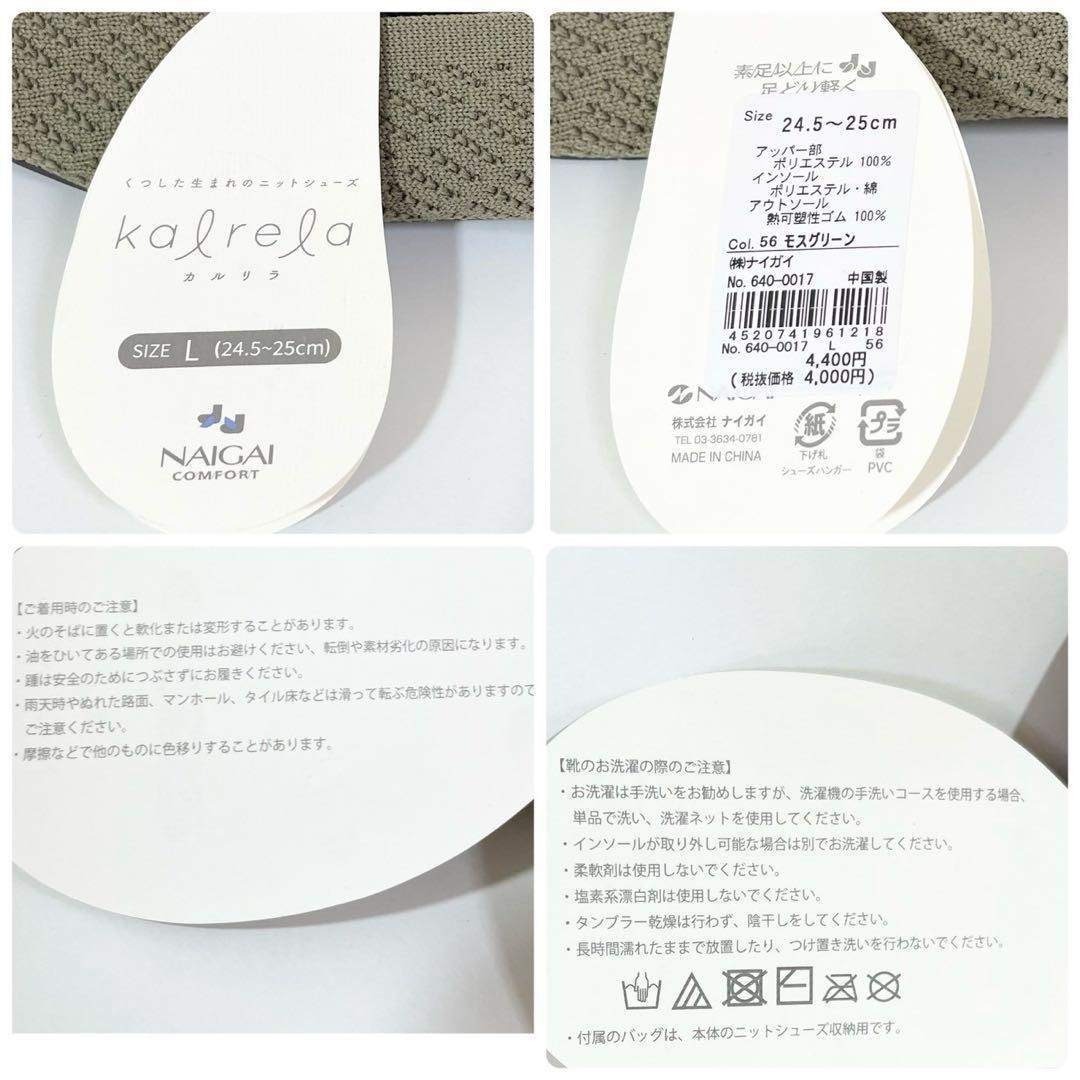 くつした生まれのニットシューズ
kalrela
カルリラ
SIZE L (24.5~25cm)
NAIGAI
COMFORT
素足以上に
足どり軽く
Size 24.5～25cm
アッパー部
ポリエステル 100%
インソール
ポリエステル・綿
アウトソール
熱可塑性ゴム 100%
Col. 56 モスグリーン
㈱ナイガイ
No. 640-0017 中国製
4520741961218
No. 640-0017 L 56
4,400円
(税抜価格 4,000円)
NAIGAI
株式会社 ナイガイ
TEL 03-3634-0781
MADE IN CHINA
紙
下げ札
シューズハンガー
プラ
袋
PVC
【ご着用時のご注意】
・火のそばに置くと軟化または変形することがあります。
・油をひいてある場所での使用はお避けください、転倒や素材劣化の原因になります。
・踵は安全のためにつぶさずにお履きください。
・雨天時やぬれた路面、マンホール、タイル床などは滑って転ぶ危険性がありますので
ご注意ください。
・摩擦などで他のものに色移りすることがあります。
【靴のお洗濯の際のご注意】
・お洗濯は手洗いをお勧めしますが、洗濯機の手洗いコースを使用する場合、
単品で洗い、洗濯ネットを使用してください。
・インソールが取り外し可能な場合は別でお洗濯してください。
・柔軟剤は使用しないでください。
・塩素系漂白剤は使用しないでください。
・タンブラー乾燥は行わず、陰干しをしてください。
・長時間濡れたままで放置したり、つけ置き洗いを行わないでください。
・付属のバッグは、本体のニットシューズ収納用です。